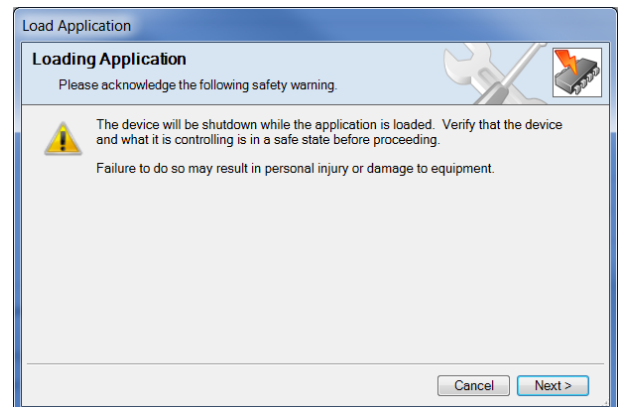 Load Application
Loading Application
Please acknowledge the following safety warning.
The device will be shutdown while the application is loaded.  Verify that the device
and what it is controlling is in a safe state before proceeding.
Failure to do so may result in personal injury or damage to equipment.
Cancel
Next >